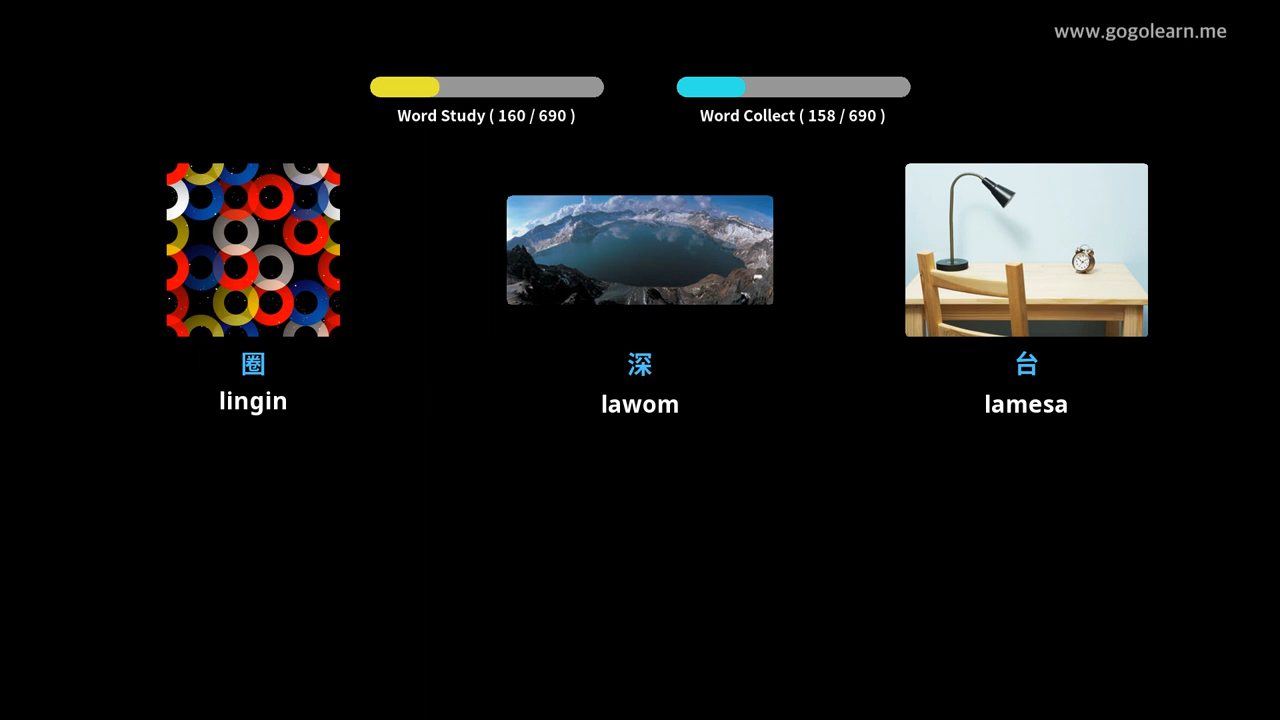 www.gogolearn.me
Word Study ( 160 / 690 )
Word Collect ( 158 / 690 )
圈
lingin
深
lawom
台
lamesa